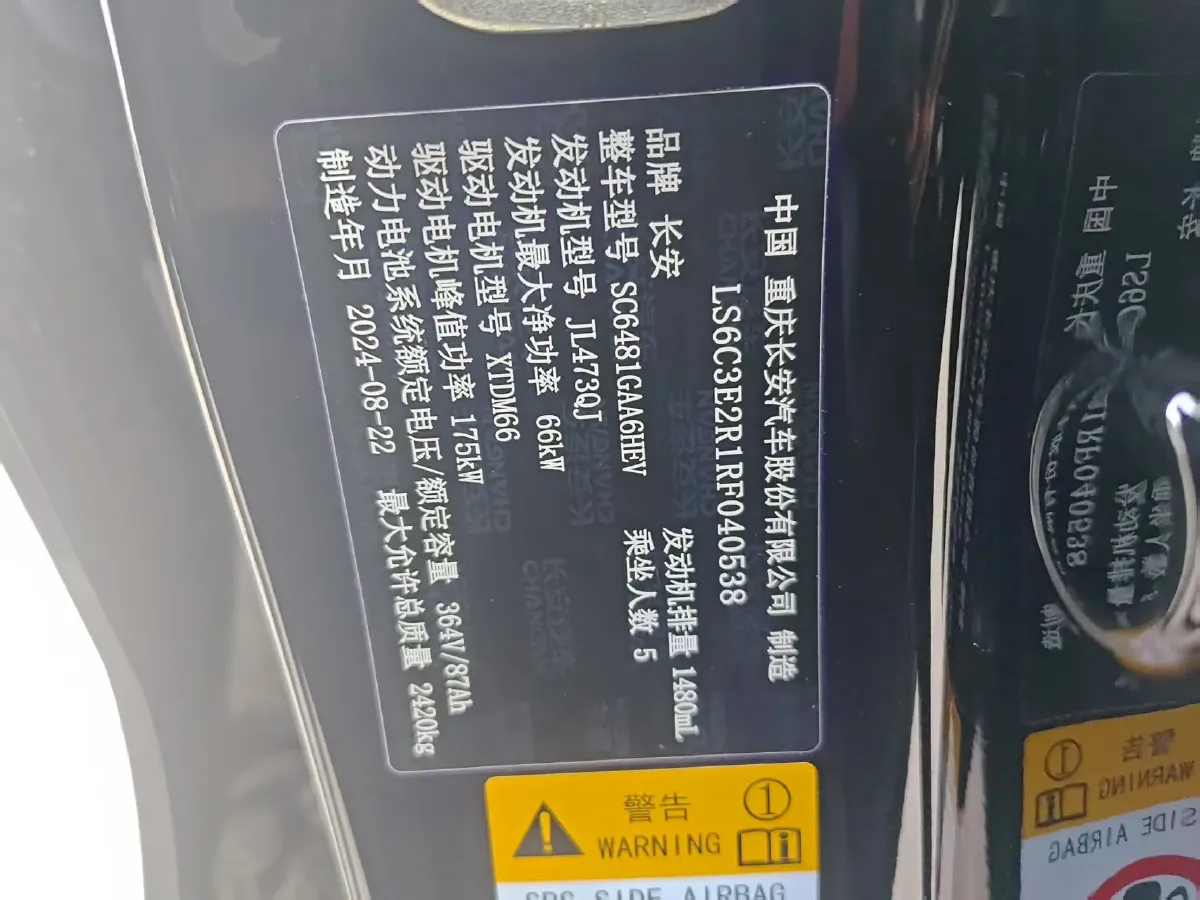 中国 重庆长安汽车股份有限公司 制造
LS6C3E2R1RF040538
品牌 长安 发动机排量 1480mL
整车型号 SC6481GAA6HEV 乘坐人数 5
发动机型号 JL473QJ
发动机最大净功率 66kW
驱动电机型号 XTDM66
驱动电机峰值功率 175kW
动力电池系统额定电压/额定容量 364V/87Ah
制造年月 2024-08-22 最大允许总质量 2420kg
警告 ①
WARNING
SRS SIDE AIRBAG